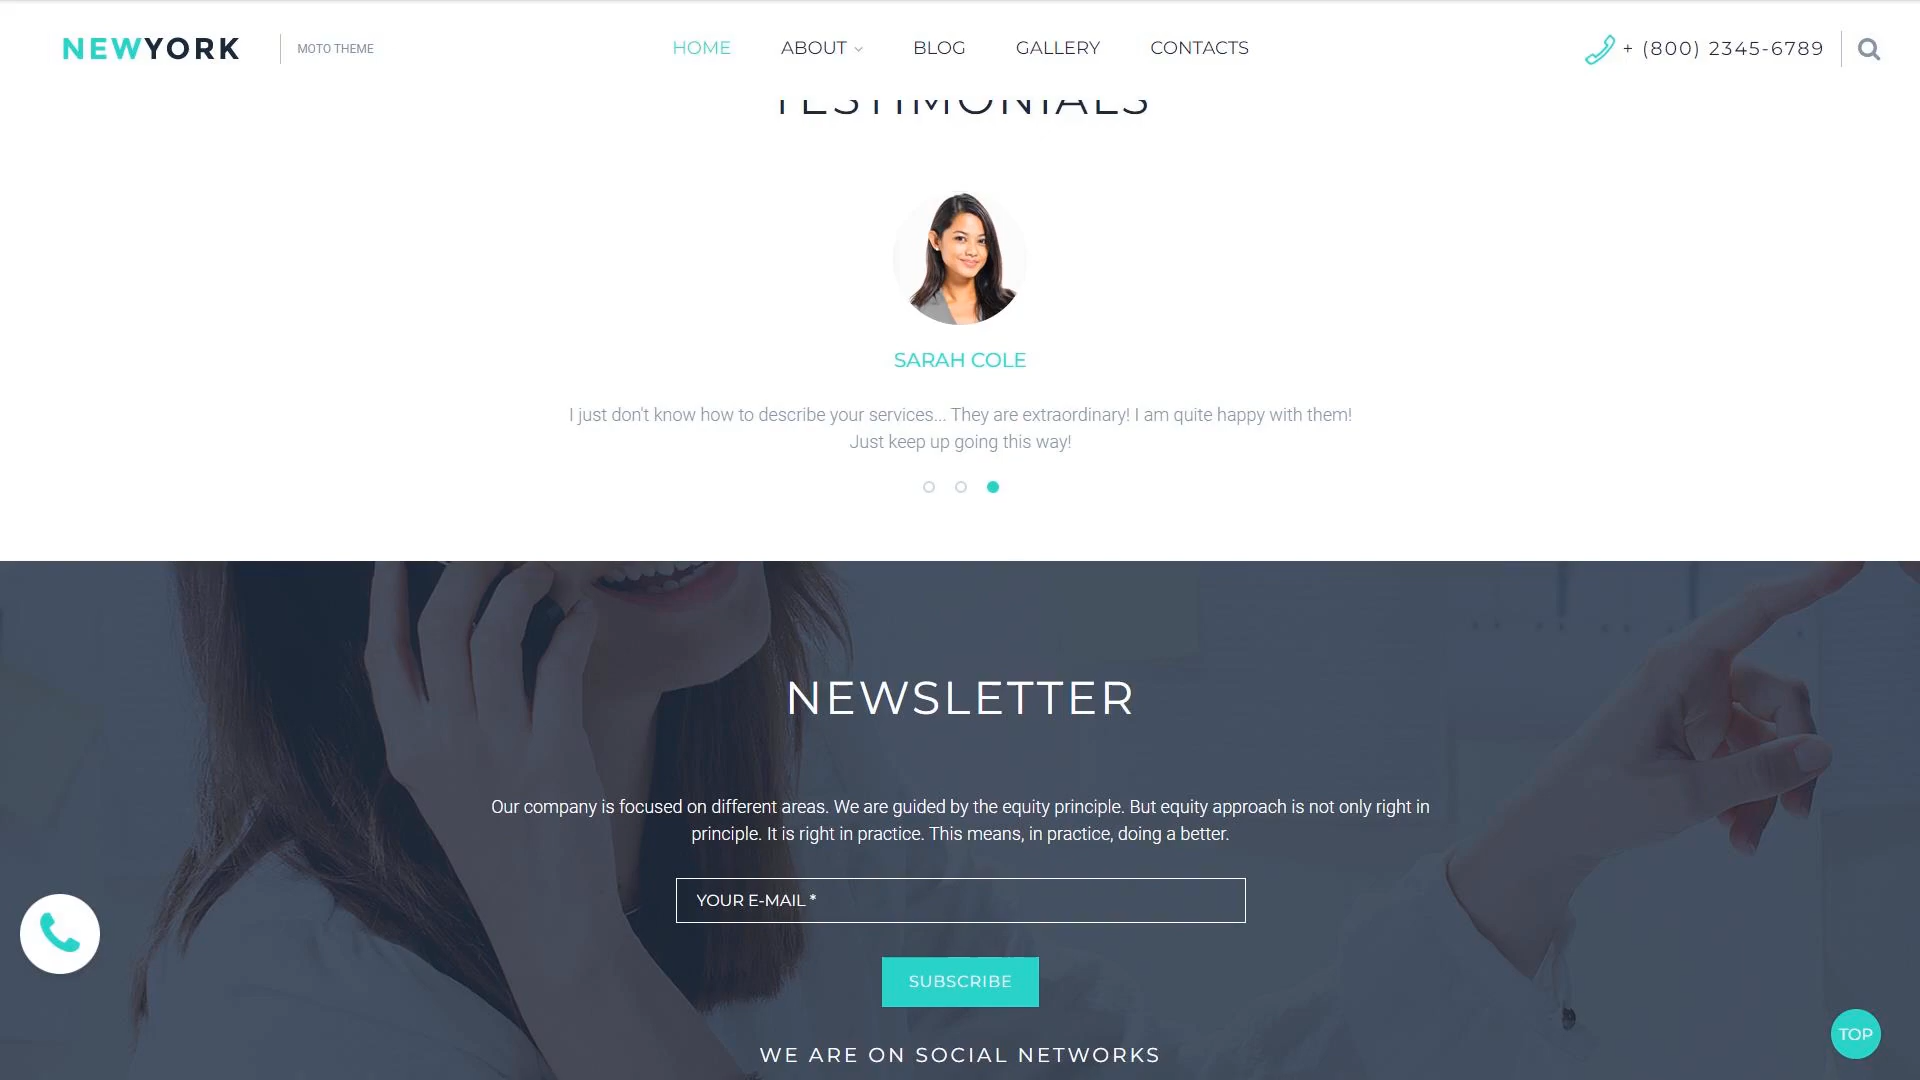 NEWYORK
MOTO THEME
HOME
ABOUT
BLOG
GALLERY
CONTACTS
+ (800) 2345-6789
TESTIMONIALS
SARAH COLE
I just don't know how to describe your services... They are extraordinary! I am quite happy with them!
Just keep up going this way!
NEWSLETTER
Our company is focused on different areas. We are guided by the equity principle. But equity approach is not only right in
principle. It is right in practice. This means, in practice, doing a better.
YOUR E-MAIL *
SUBSCRIBE
WE ARE ON SOCIAL NETWORKS
TOP